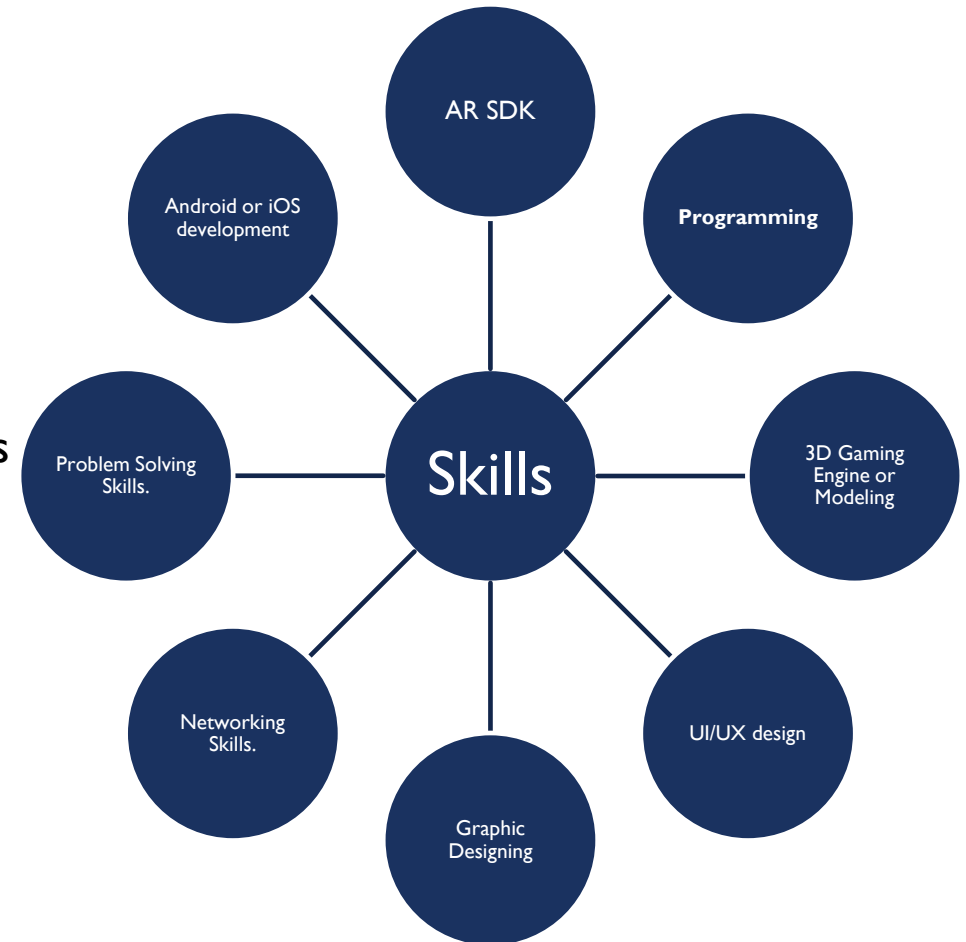 AR SDK
Programming
3D Gaming
Engine or
Modeling
UI/UX design
Graphic
Designing
Networking
Skills.
Problem Solving
Skills.
Android or iOS
development
Skills
s